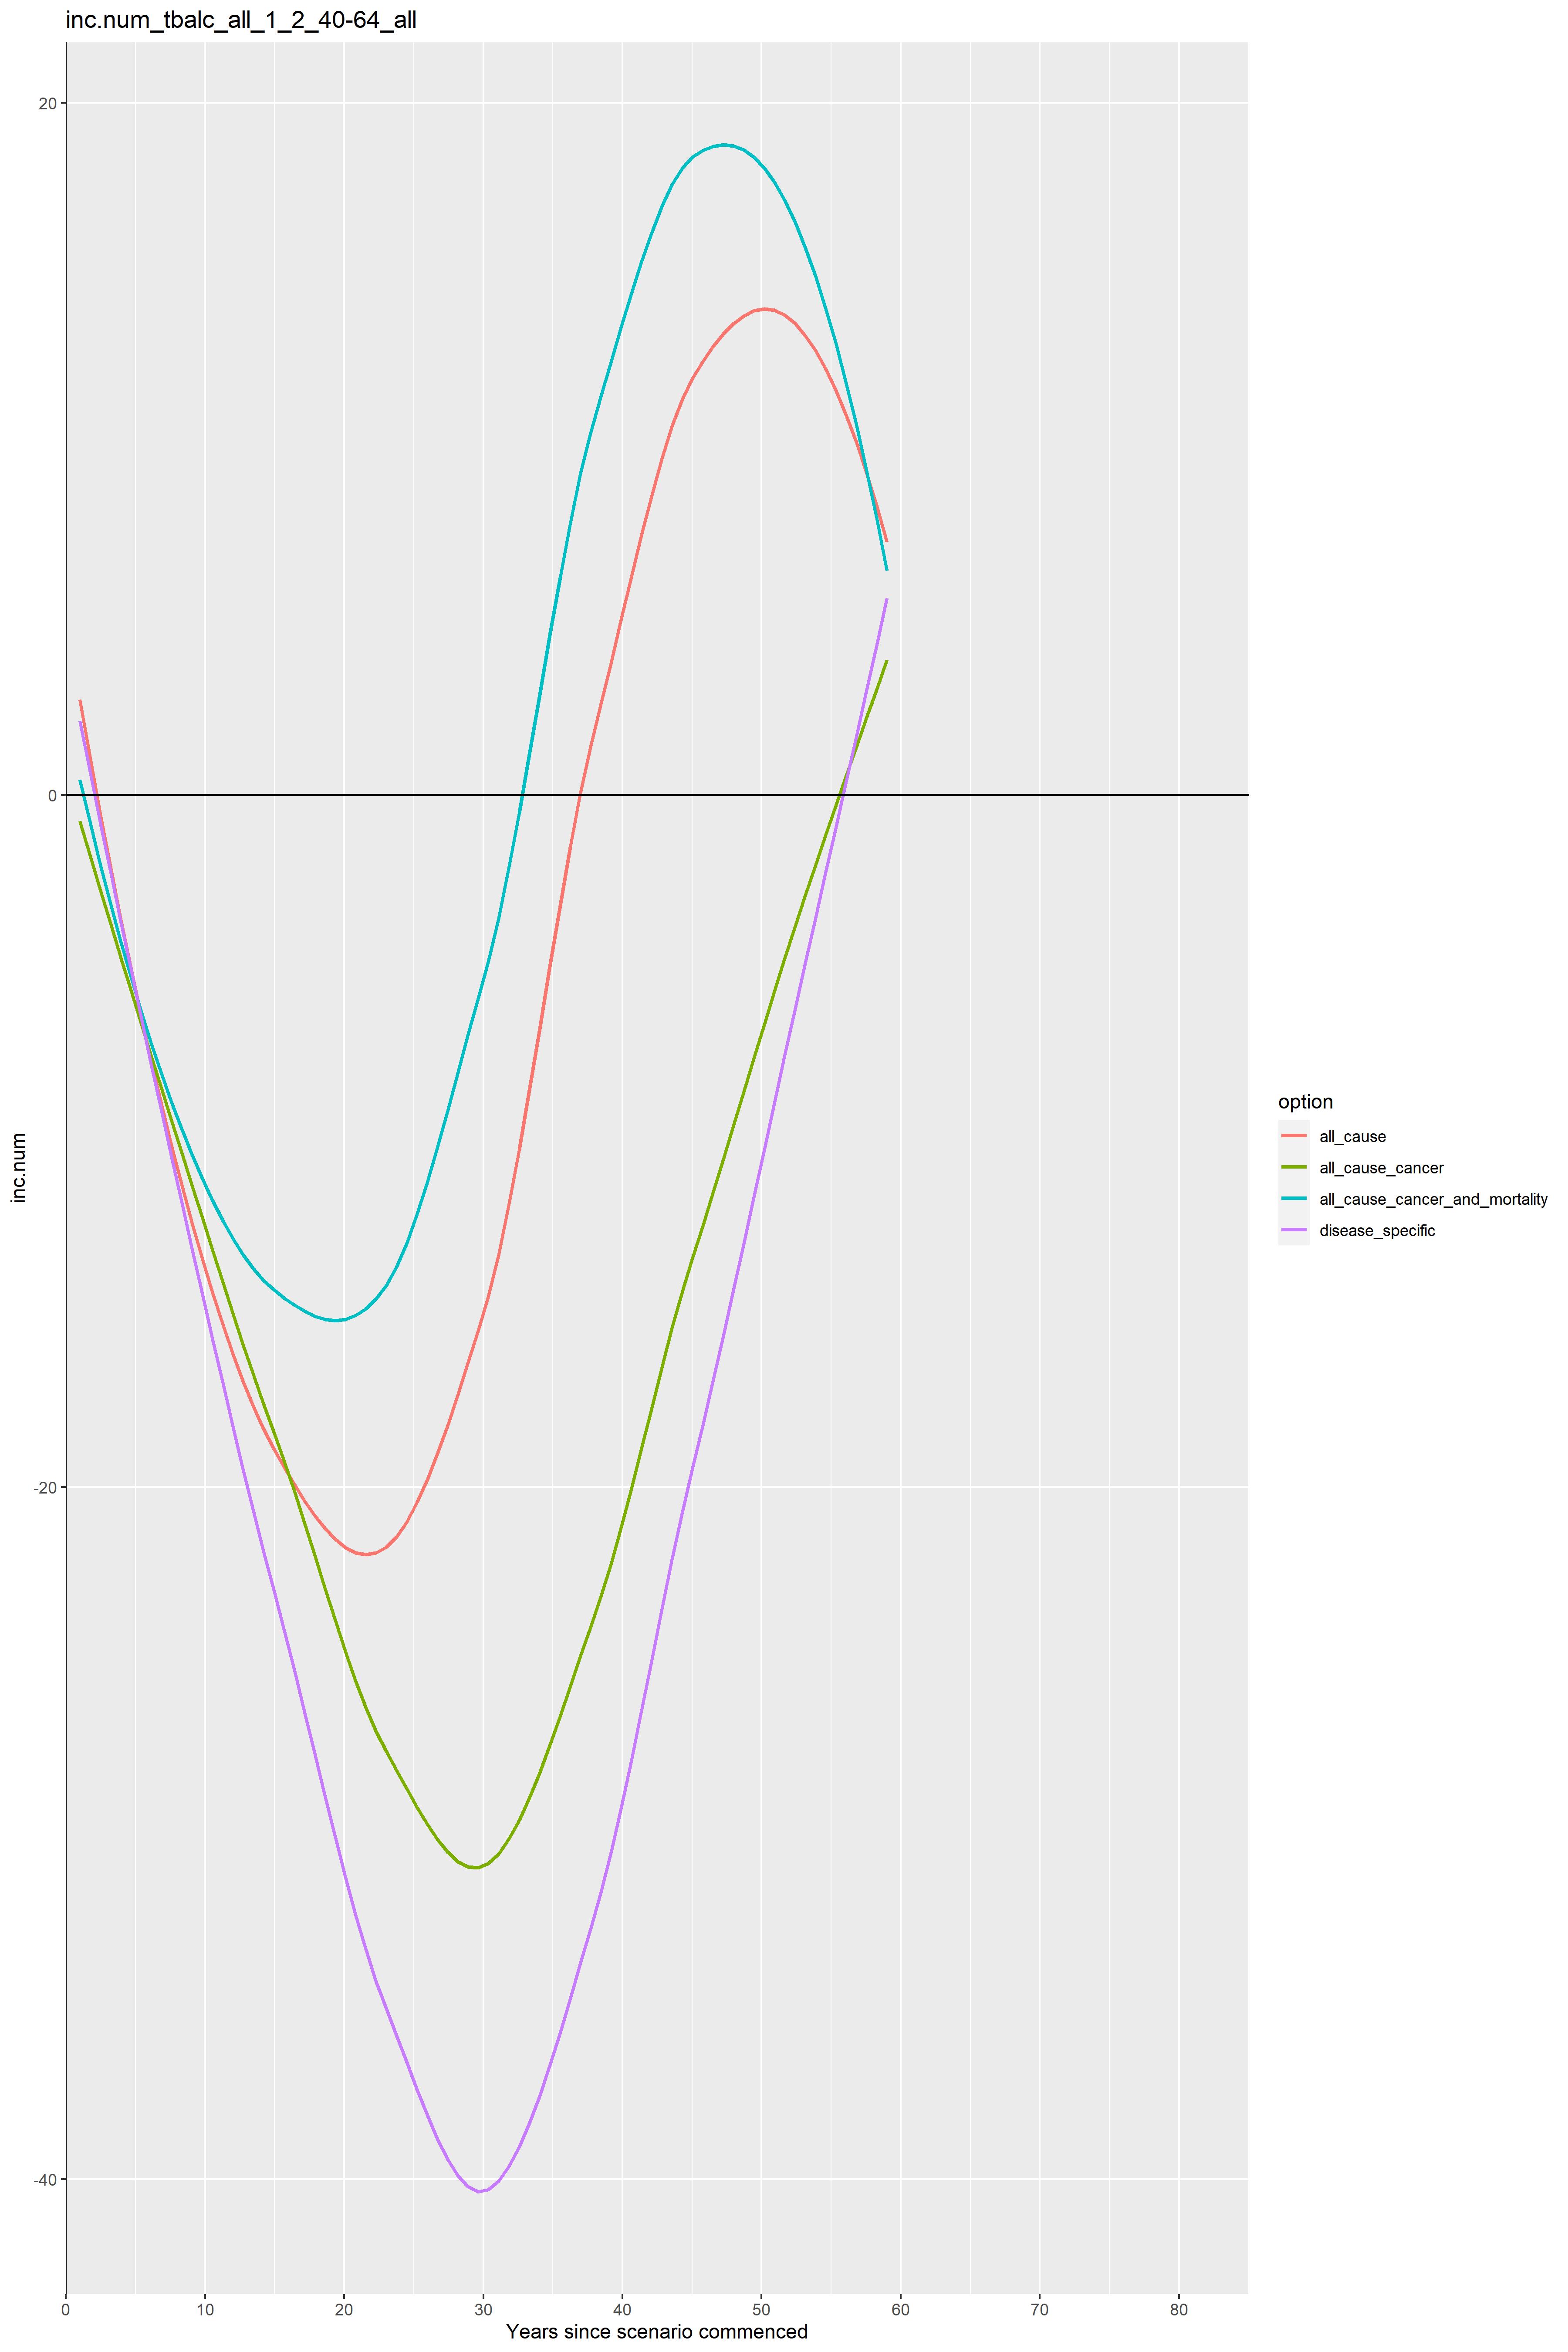 inc.num_tbalc_all_1_2_40-64_all
20
0
-20
-40
inc.num
0 10 20 30 40 50 60 70 80
Years since scenario commenced
option
all_cause
all_cause_cancer
all_cause_cancer_and_mortality
disease_specific